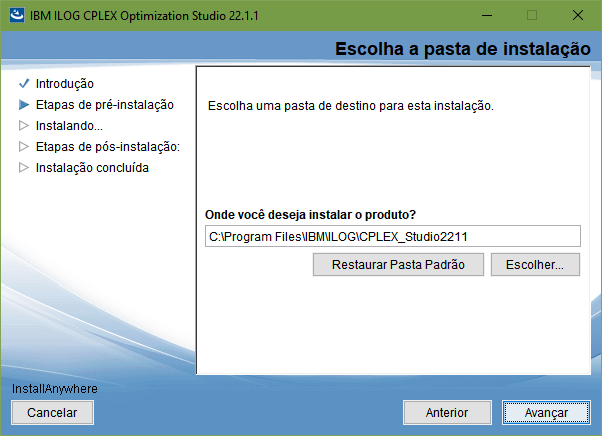 IBM ILOG CPLEX Optimization Studio 22.1.1
Escolha a pasta de instalação
Introdução
Etapas de pré-instalação
Instalando...
Etapas de pós-instalação:
Instalação concluída
Escolha uma pasta de destino para esta instalação.
Onde você deseja instalar o produto?
C:\Program Files\IBM\ILOG\CPLEX_Studio2211
Restaurar Pasta Padrão
Escolher...
InstallAnywhere
Cancelar
Anterior
Avançar